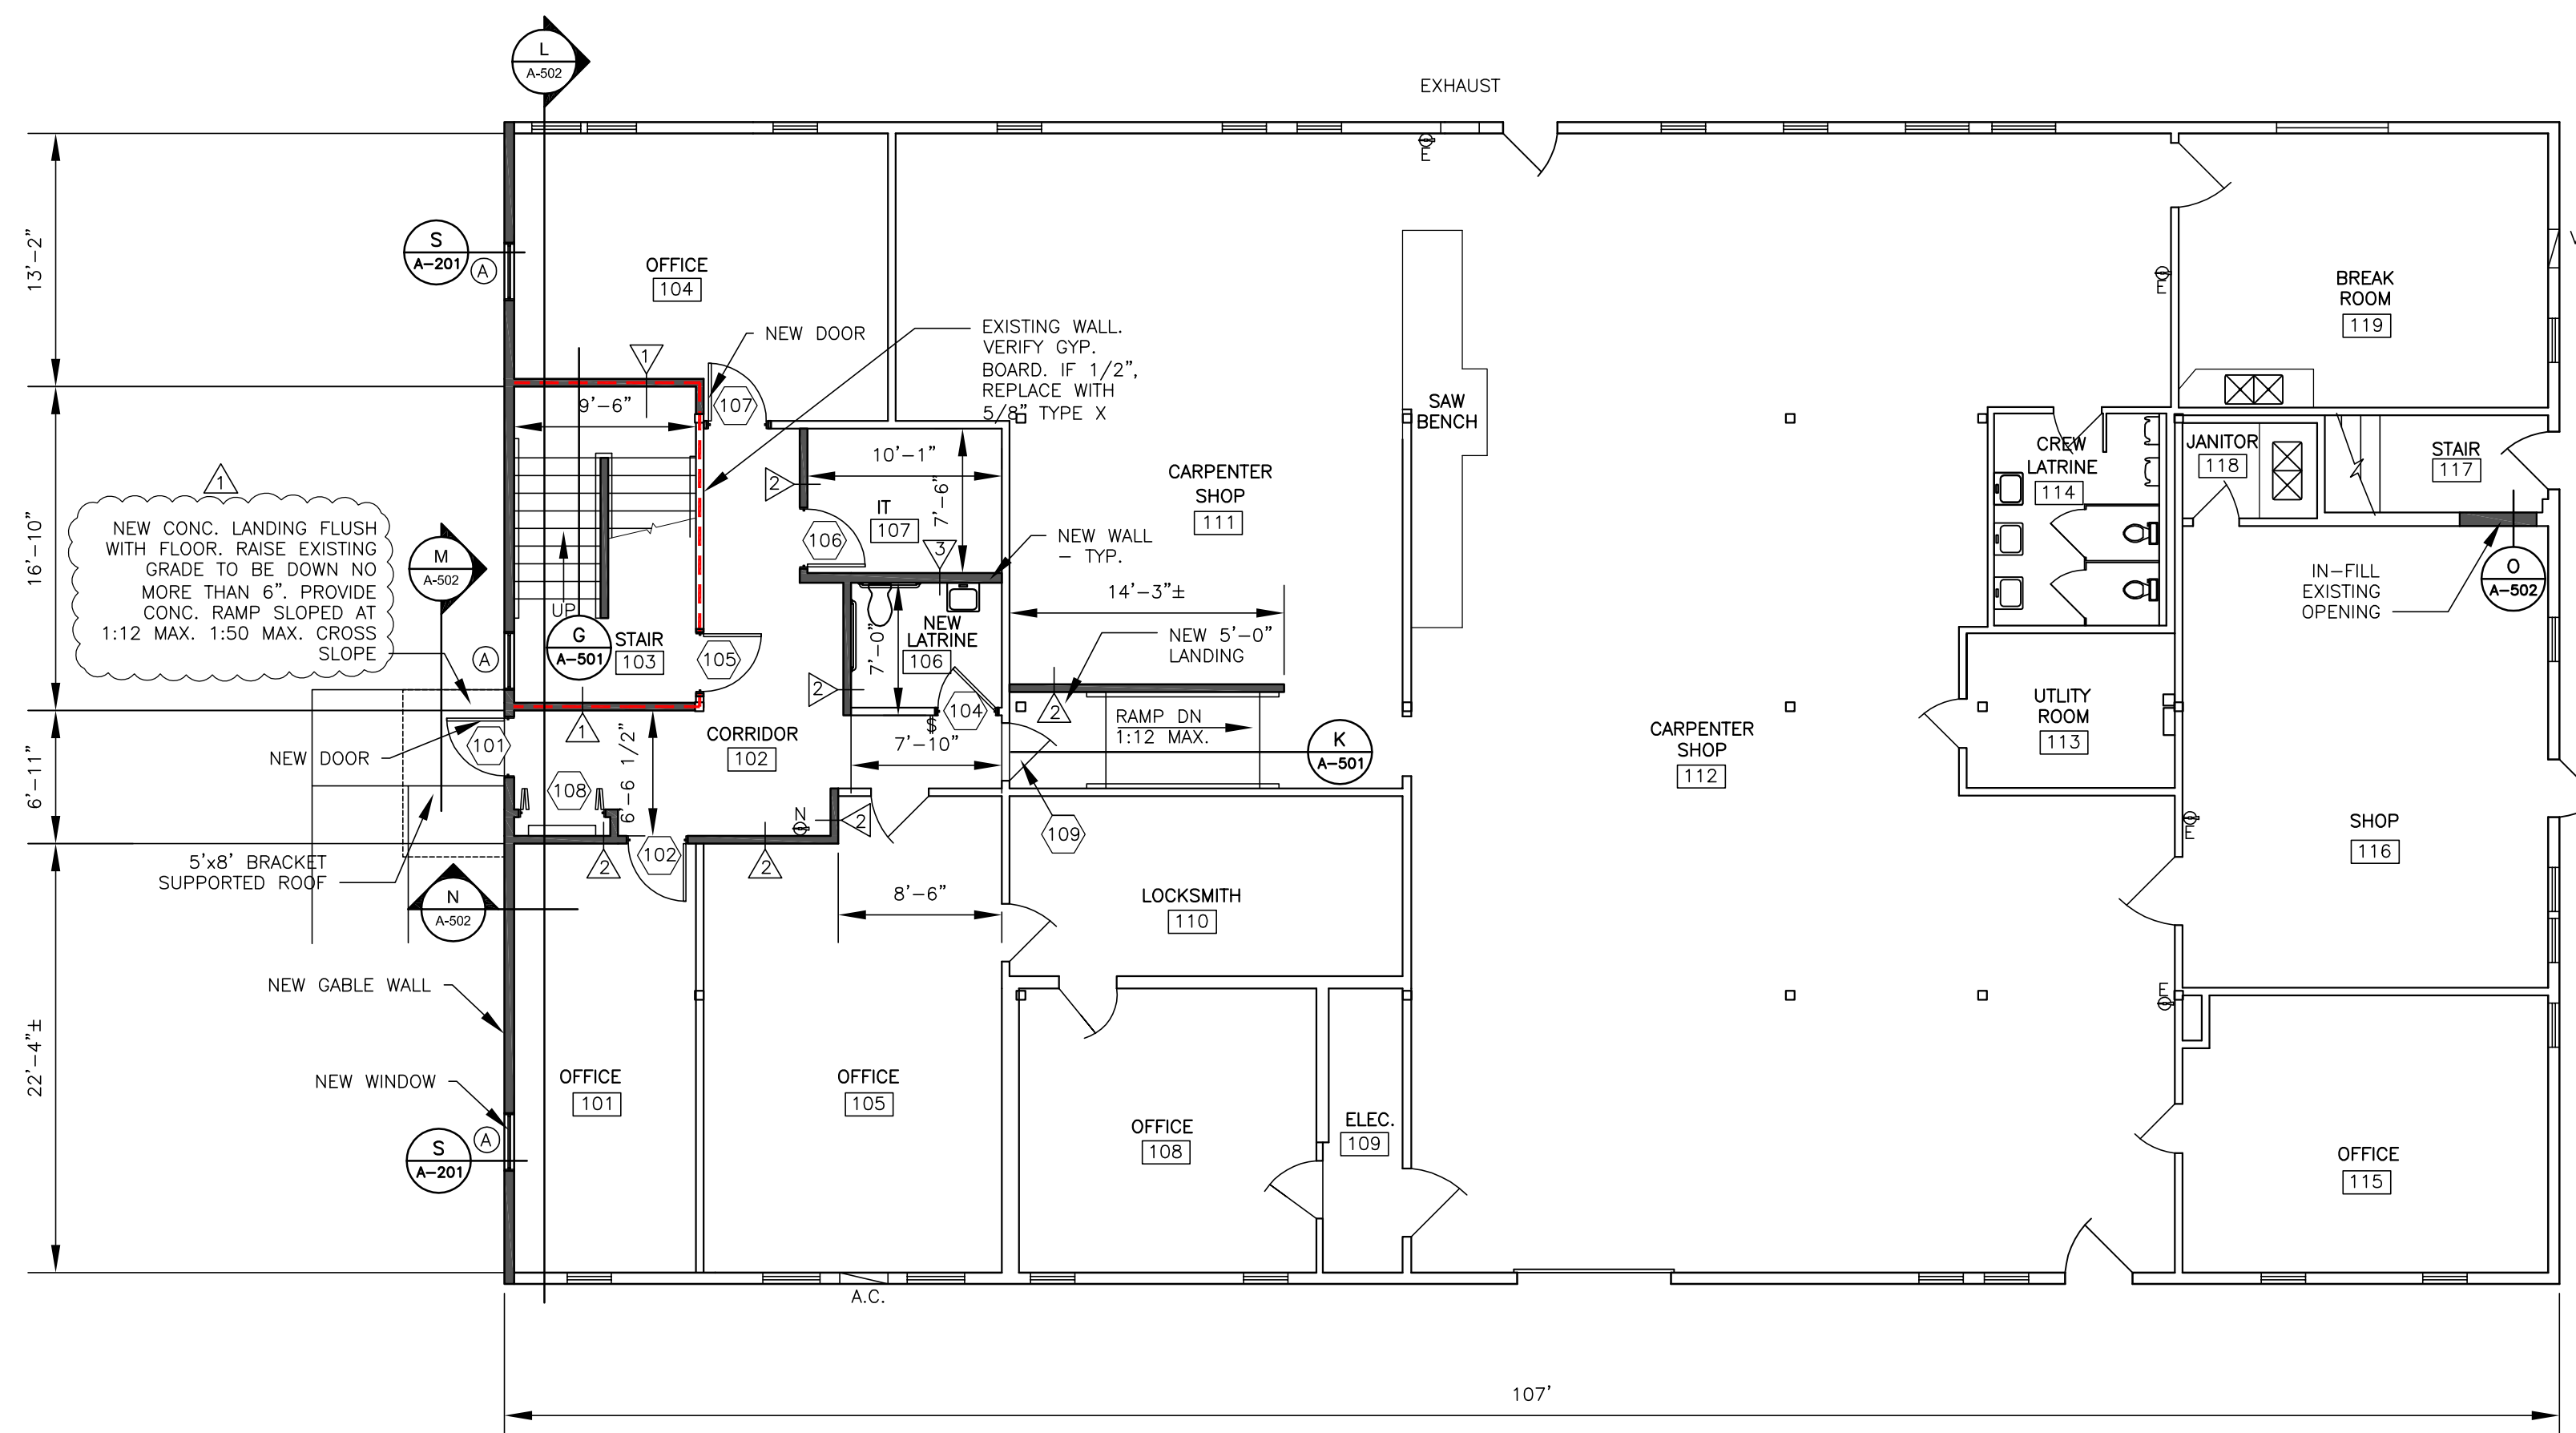 L
A-502
EXHAUST
13'-2"
16'-10"
6'-11"
22'-4"±
S
A-201
A
OFFICE
104
1
9'-6"
NEW DOOR
107
EXISTING WALL.
VERIFY GYP.
BOARD. IF 1/2",
REPLACE WITH
5/8" TYPE X
E
SAW
BENCH
E
BREAK
ROOM
119
1
NEW CONC. LANDING FLUSH
WITH FLOOR. RAISE EXISTING
GRADE TO BE DOWN NO
MORE THAN 6". PROVIDE
CONC. RAMP SLOPED AT
1:12 MAX. 1:50 MAX. CROSS
SLOPE
M
A-502
A
UP
G
A-501
STAIR
103
105
2
10'-1"
7'-6"
IT
107
106
3
NEW WALL
- TYP.
CARPENTER
SHOP
111
14'-3"±
NEW 5'-0"
LANDING
2
RAMP DN
1:12 MAX.
K
A-501
109
2
7'-0"
NEW
LATRINE
106
104
$
7'-10"
CREW
LATRINE
114
JANITOR
118
STAIR
117
IN-FILL
EXISTING
OPENING
O
A-502
UTLITY
ROOM
113
CARPENTER
SHOP
112
NEW DOOR
101
1
6'-6 1/2"
CORRIDOR
102
108
N
2
2
102
2
5'x8' BRACKET
SUPPORTED ROOF
N
A-502
8'-6"
LOCKSMITH
110
E
SHOP
116
E
NEW GABLE WALL
NEW WINDOW
S
A-201
A
OFFICE
101
OFFICE
105
OFFICE
108
ELEC.
109
OFFICE
115
A.C.
107'